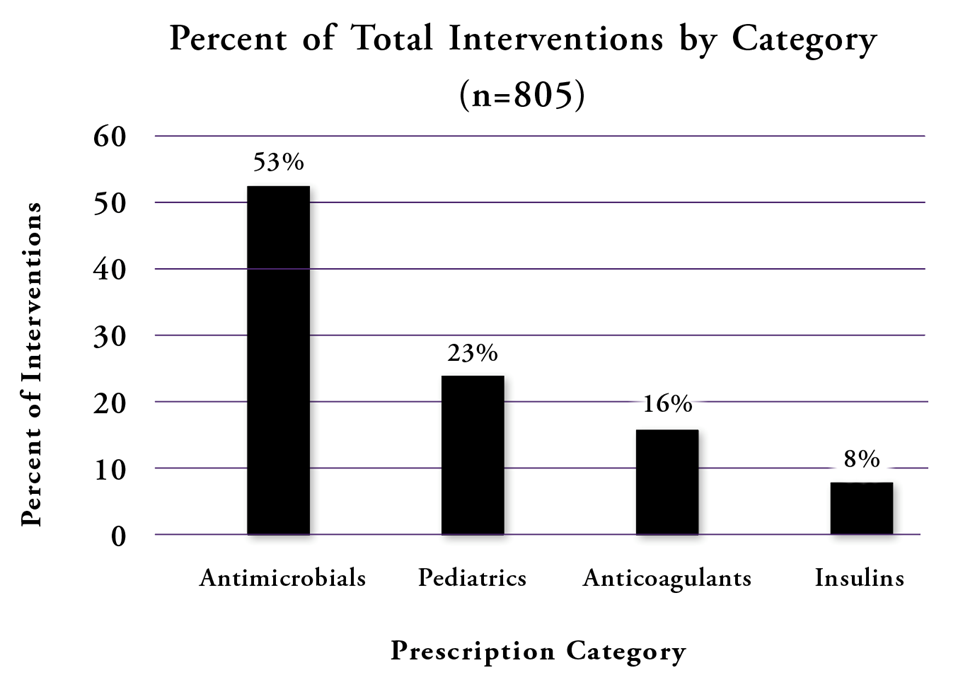 Percent of Total Interventions by Category
(n=805)
Percent of Interventions
60
50
40
30
20
10
0
53%
23%
16%
8%
Antimicrobials
Pediatrics
Anticoagulants
Insulins
Prescription Category